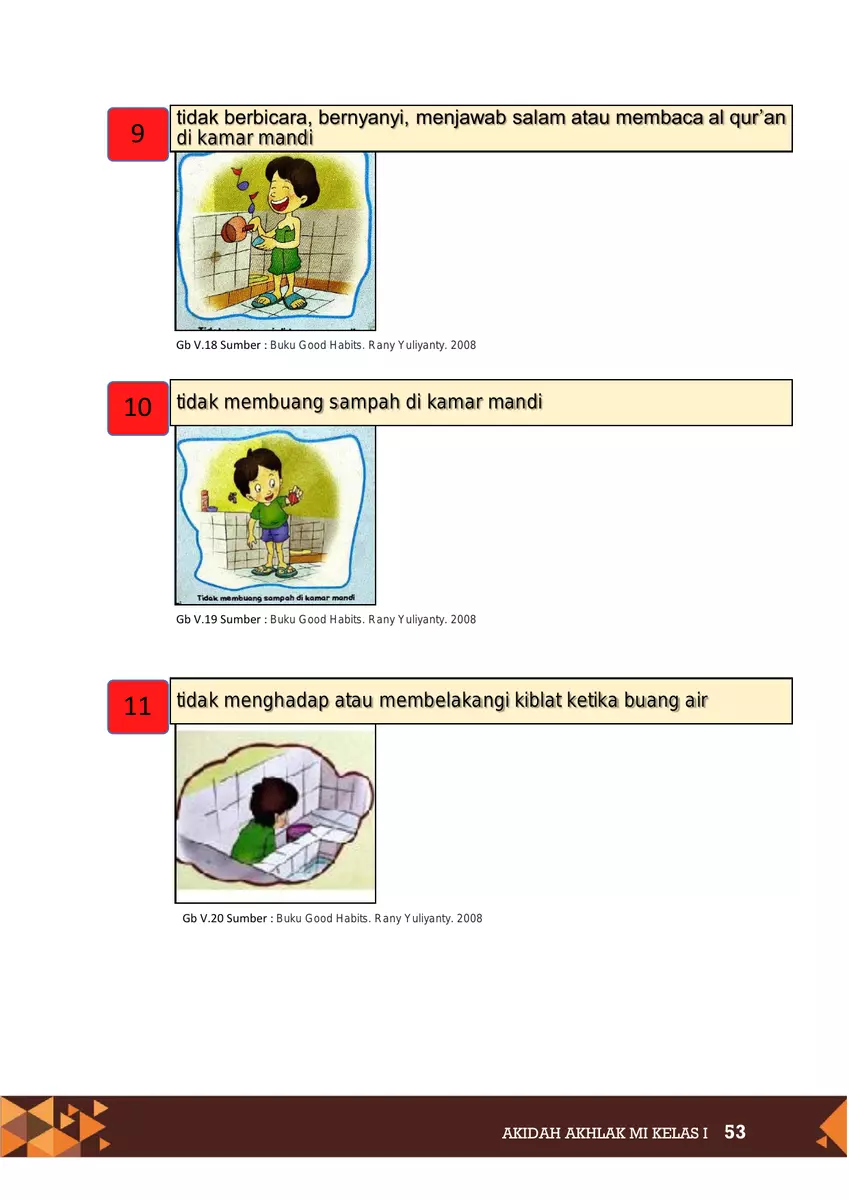 9
tidak berbicara, bernyanyi, menjawab salam atau membaca al qur’an
di kamar mandi
Gb V.18 Sumber : Buku Good Habits. Rany Yuliyanty. 2008
10
tidak membuang sampah di kamar mandi
Tidak membuang sampah di kamar mandi
Gb V.19 Sumber : Buku Good Habits. Rany Yuliyanty. 2008
11
tidak menghadap atau membelakangi kiblat ketika buang air
Gb V.20 Sumber : Buku Good Habits. Rany Yuliyanty. 2008
AKIDAH AKHLAK MI KELAS I 53